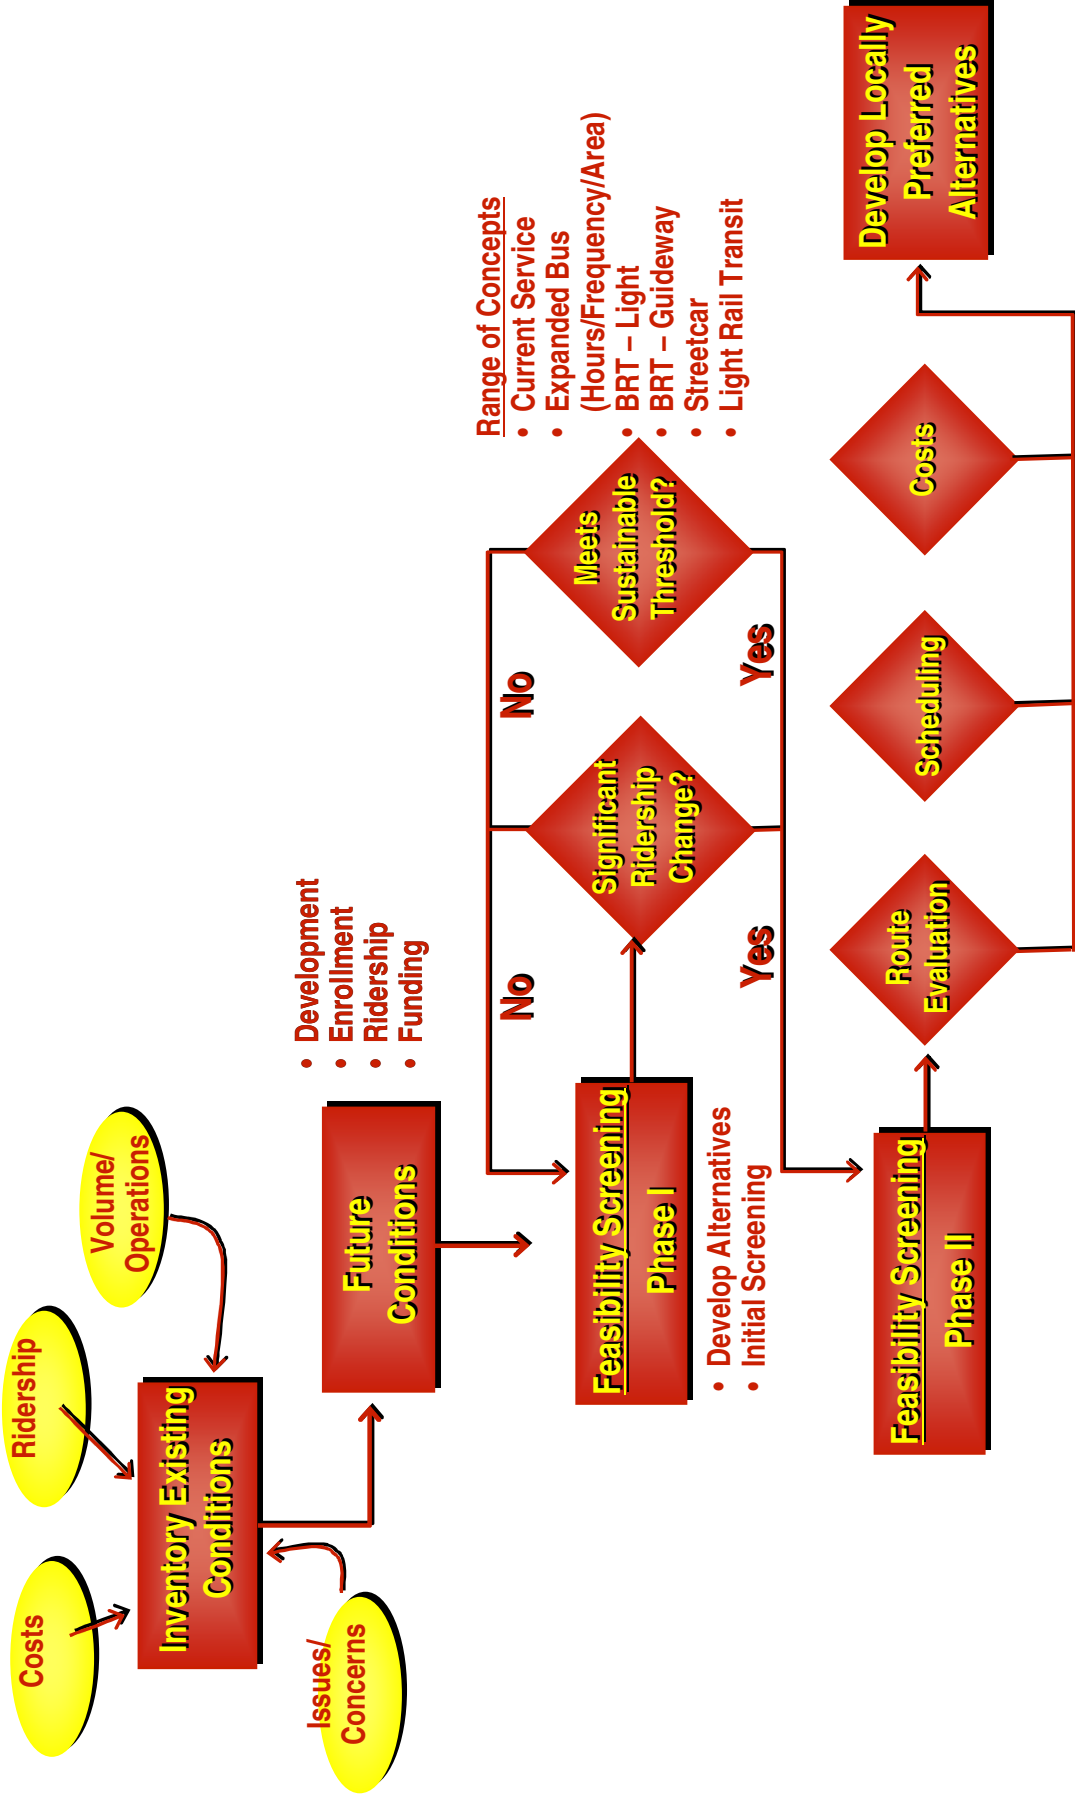 Costs
Ridership
Volume/
Operations
Inventory Existing
Conditions
Issues/
Concerns
Future
Conditions
• Development
• Enrollment
• Ridership
• Funding
Feasibility Screening
Phase I
• Develop Alternatives
• Initial Screening
No
No
Significant
Ridership
Change?
Meets
Sustainable
Threshold?
Yes
Yes
Range of Concepts
• Current Service
• Expanded Bus
(Hours/Frequency/Area)
• BRT – Light
• BRT – Guideway
• Streetcar
• Light Rail Transit
Feasibility Screening
Phase II
Route
Evaluation
Scheduling
Costs
Develop Locally
Preferred
Alternatives